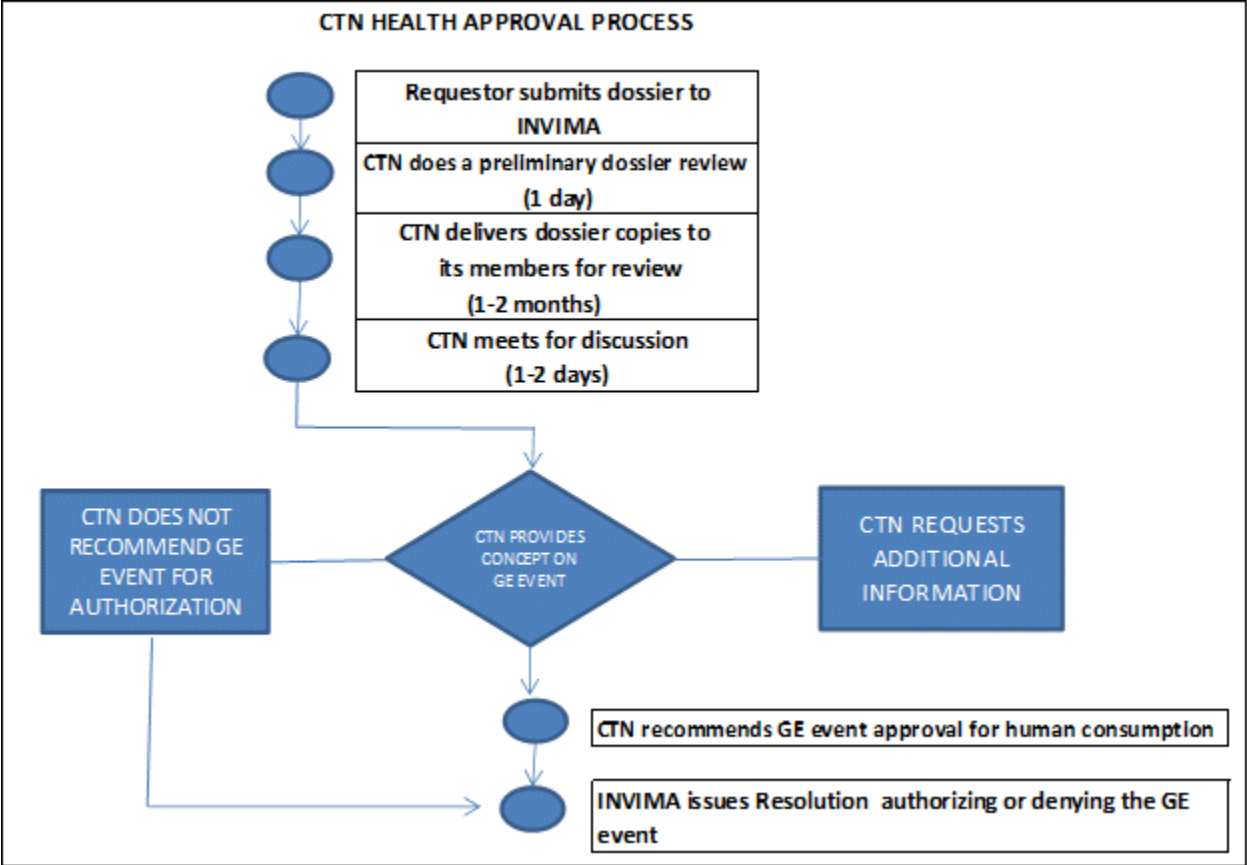 CTN HEALTH APPROVAL PROCESS
Requestor submits dossier to
INVIMA
CTN does a preliminary dossier review
(1 day)
CTN delivers dossier copies to
its members for review
(1-2 months)
CTN meets for discussion
(1-2 days)
CTN DOES NOT
RECOMMEND GE
EVENT FOR
AUTHORIZATION
CTN PROVIDES
CONCEPT ON
GE EVENT
CTN REQUESTS
ADDITIONAL
INFORMATION
CTN recommends GE event approval for human consumption
INVIMA issues Resolution authorizing or denying the GE
event